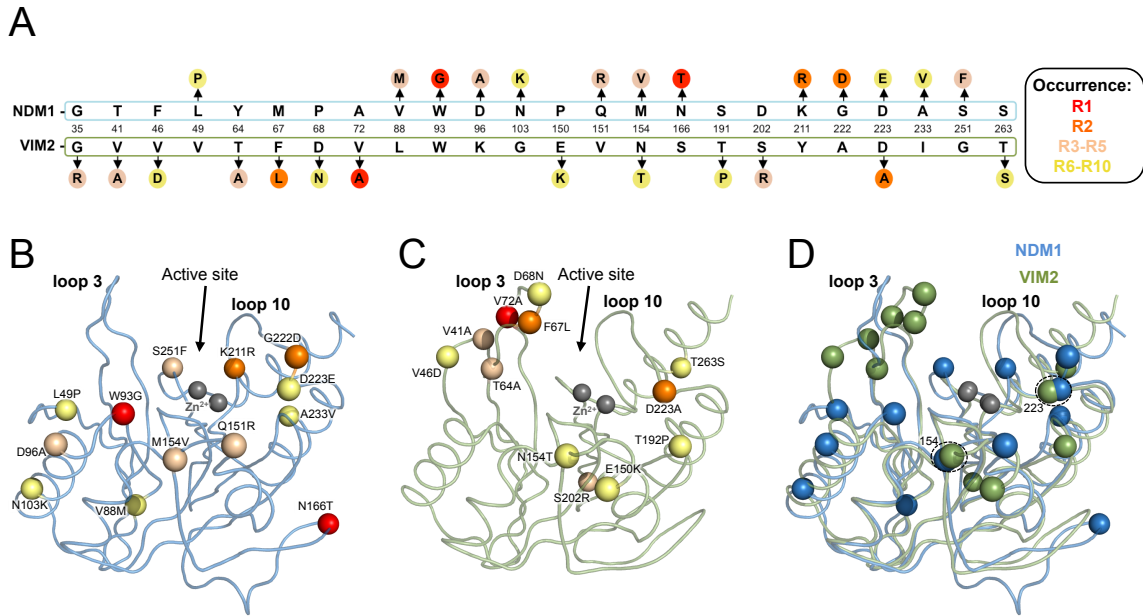 A
P M G A K R V T R D E V F
NDM1 - G T F L Y M P A V W D N P Q M N S D K G D A S S
35 41 46 49 64 67 68 72 88 93 96 103 150 151 154 166 191 202 211 222 223 233 251 263
VIM2 - G V V V T F D V L W K G E V N S T S Y A D I G T
R A D A L N A K T P R A S
Occurrence:
R1
R2
R3-R5
R6-R10
B
loop 3
Active site
loop 10
G222D
S251F
K211R
D223E
L49P
W93G
Zn2+
A233V
Q151R
D96A
M154V
N103K
V88M
N166T
C
loop 3
D68N
Active site
V72A
loop 10
V41A
F67L
V46D
T64A
T263S
Zn2+
D223A
T192P
N154T
E150K
S202R
D
NDM1
VIM2
loop 3
loop 10
223
154